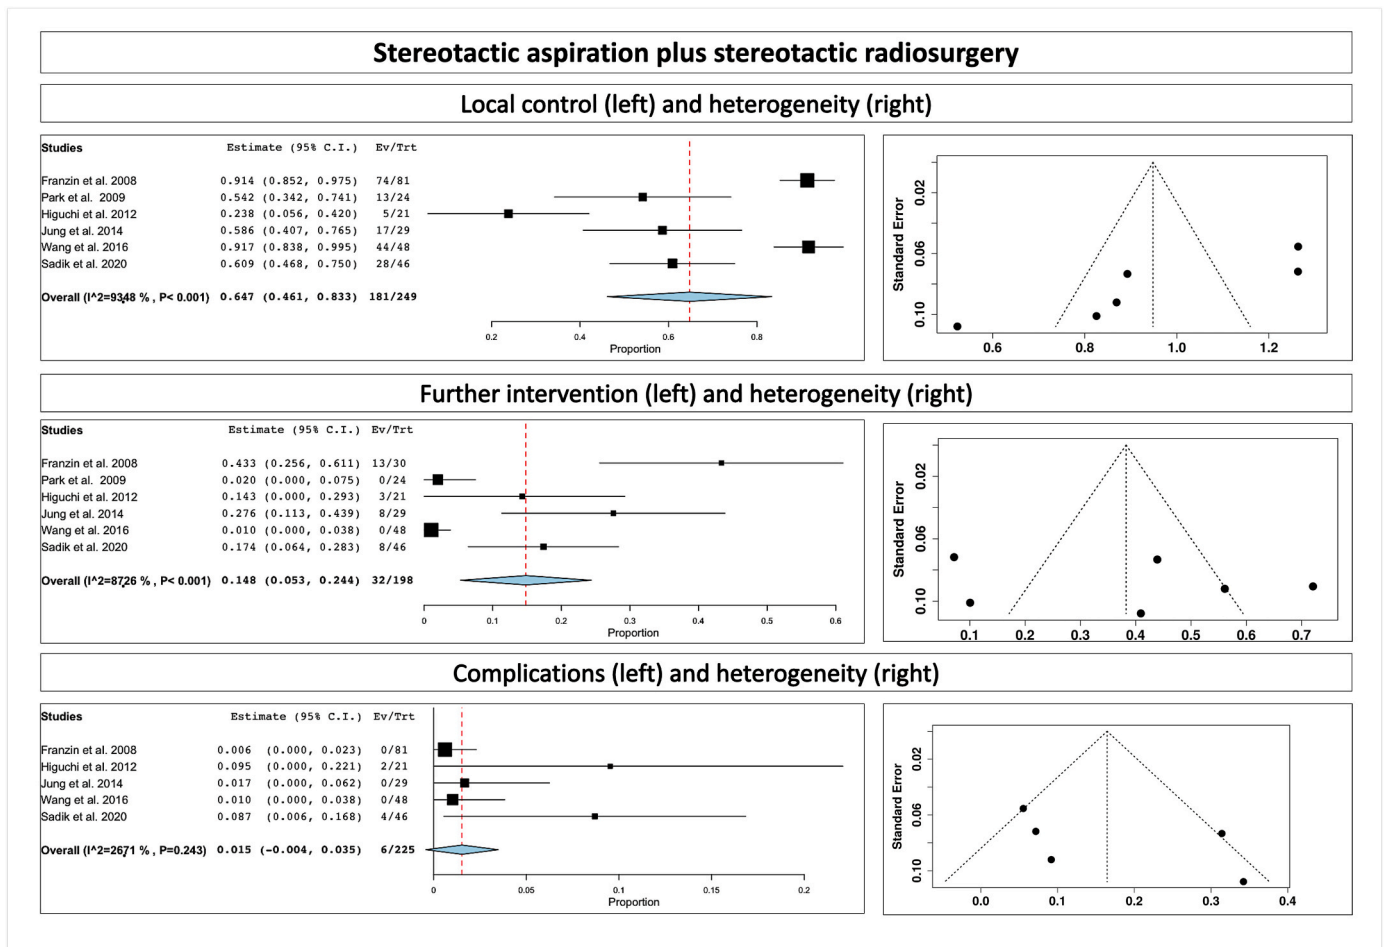 Stereotactic aspiration plus stereotactic radiosurgery
Local control (left) and heterogeneity (right)
Studies Estimate (95% C.I.) Ev/Trt
Franzin et al. 2008 0.914 (0.852, 0.975) 74/81
Park et al. 2009 0.542 (0.342, 0.741) 13/24
Higuchi et al. 2012 0.238 (0.056, 0.420) 5/21
Jung et al. 2014 0.586 (0.407, 0.765) 17/29
Wang et al. 2016 0.917 (0.838, 0.995) 44/48
Sadik et al. 2020 0.609 (0.468, 0.750) 28/46
Overall (I^2=93.48 % , P< 0.001) 0.647 (0.461, 0.833) 181/249
0.2 0.4 0.6 0.8
Proportion
Standard Error
0.02
0.06
0.10
0.6 0.8 1.0 1.2
Further intervention (left) and heterogeneity (right)
Studies Estimate (95% C.I.) Ev/Trt
Franzin et al. 2008 0.433 (0.256, 0.611) 13/30
Park et al. 2009 0.020 (0.000, 0.075) 0/24
Higuchi et al. 2012 0.143 (0.000, 0.293) 3/21
Jung et al. 2014 0.276 (0.113, 0.439) 8/29
Wang et al. 2016 0.010 (0.000, 0.038) 0/48
Sadik et al. 2020 0.174 (0.064, 0.283) 8/46
Overall (I^2=87.26 % , P< 0.001) 0.148 (0.053, 0.244) 32/198
0 0.1 0.2 0.3 0.4 0.5 0.6
Proportion
Standard Error
0.02
0.06
0.10
0.1 0.2 0.3 0.4 0.5 0.6 0.7
Complications (left) and heterogeneity (right)
Studies Estimate (95% C.I.) Ev/Trt
Franzin et al. 2008 0.006 (0.000, 0.023) 0/81
Higuchi et al. 2012 0.095 (0.000, 0.221) 2/21
Jung et al. 2014 0.017 (0.000, 0.062) 0/29
Wang et al. 2016 0.010 (0.000, 0.038) 0/48
Sadik et al. 2020 0.087 (0.006, 0.168) 4/46
Overall (I^2=26.71 % , P=0.243) 0.015 (-0.004, 0.035) 6/225
0 0.05 0.1 0.15 0.2
Proportion
Standard Error
0.02
0.06
0.10
0.0 0.1 0.2 0.3 0.4